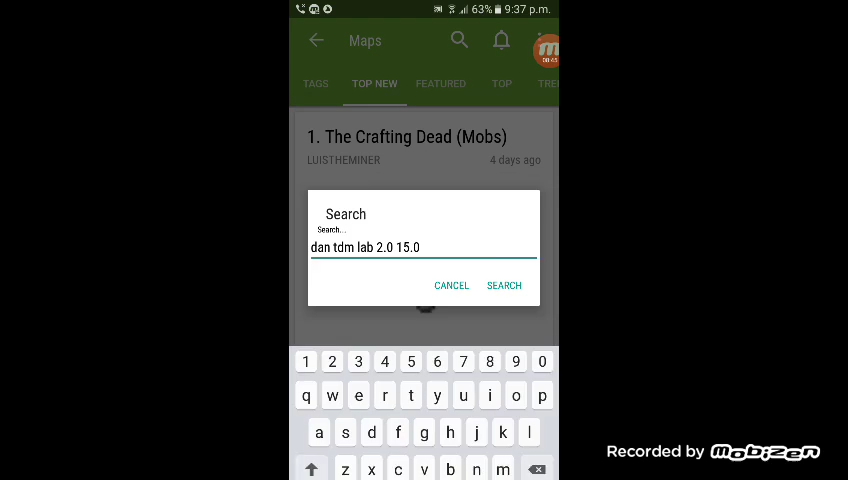 63% 9:37 p.m.
Maps
00:45
TAGS TOP NEW FEATURED TOP
1. The Crafting Dead (Mobs)
LUISTHEMINER 4 days ago
Search
Search...
dan tdm lab 2.0 15.0
CANCEL SEARCH
1 2 3 4 5 6 7 8 9 0
q w e r t y u i o p
a s d f g h j k l
z x c v b n m
Recorded by mobizen